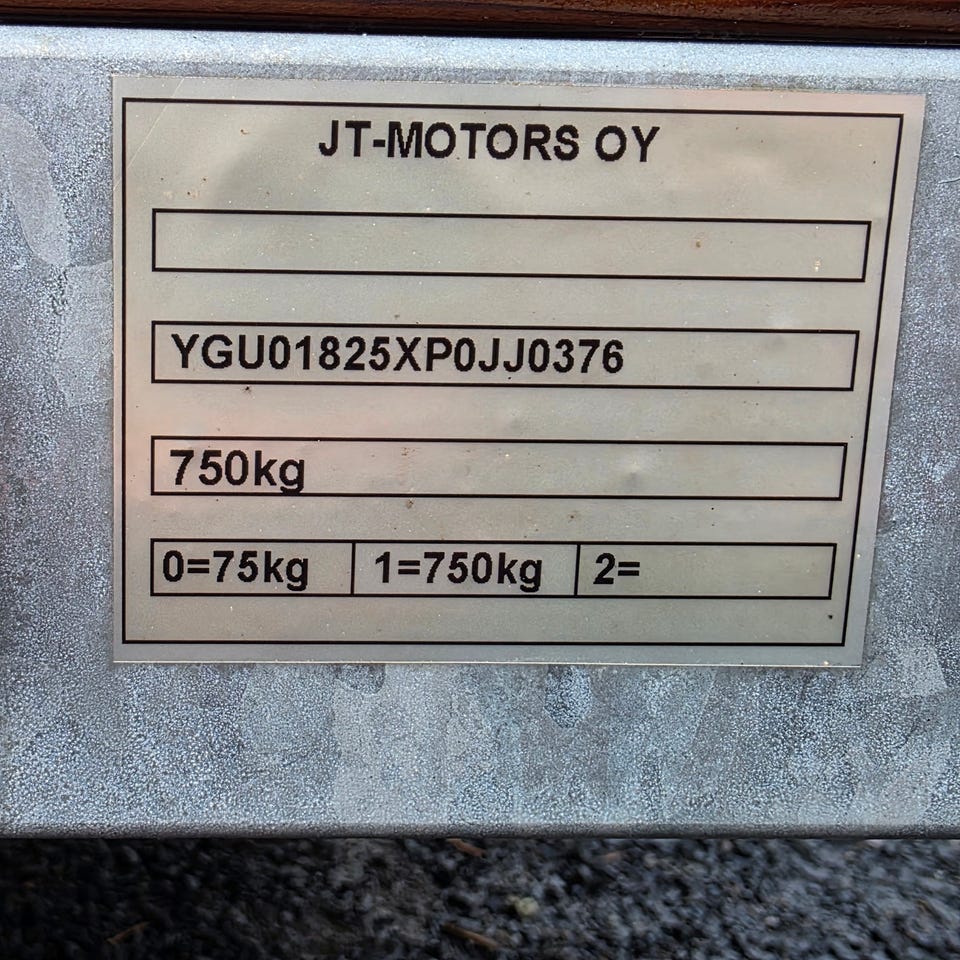 JT-MOTORS OY
YGU01825XP0JJ0376
750kg
0=75kg 1=750kg 2=